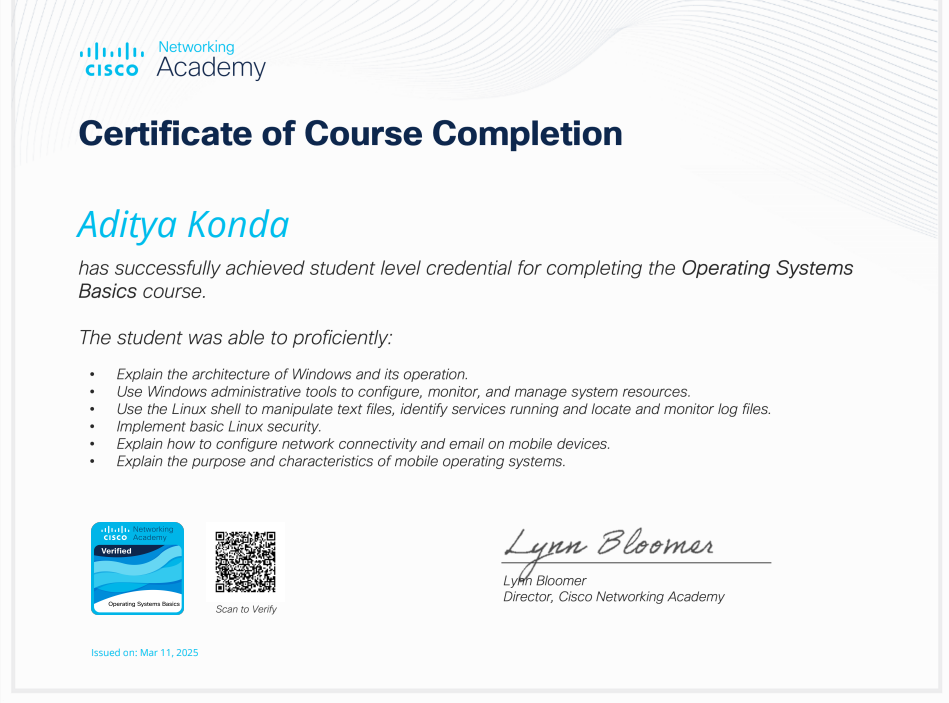 Networking
cisco Academy
Certificate of Course Completion
Aditya Konda
has successfully achieved student level credential for completing the Operating Systems
Basics course.
The student was able to proficiently:
• Explain the architecture of Windows and its operation.
• Use Windows administrative tools to configure, monitor, and manage system resources.
• Use the Linux shell to manipulate text files, identify services running and locate and monitor log files.
• Implement basic Linux security.
• Explain how to configure network connectivity and email on mobile devices.
• Explain the purpose and characteristics of mobile operating systems.
Networking
CISCO Academy
Verified
Operating Systems Basics
Scan to Verify
Lynn Bloomer
Lynn Bloomer
Director, Cisco Networking Academy
Issued on: Mar 11, 2025